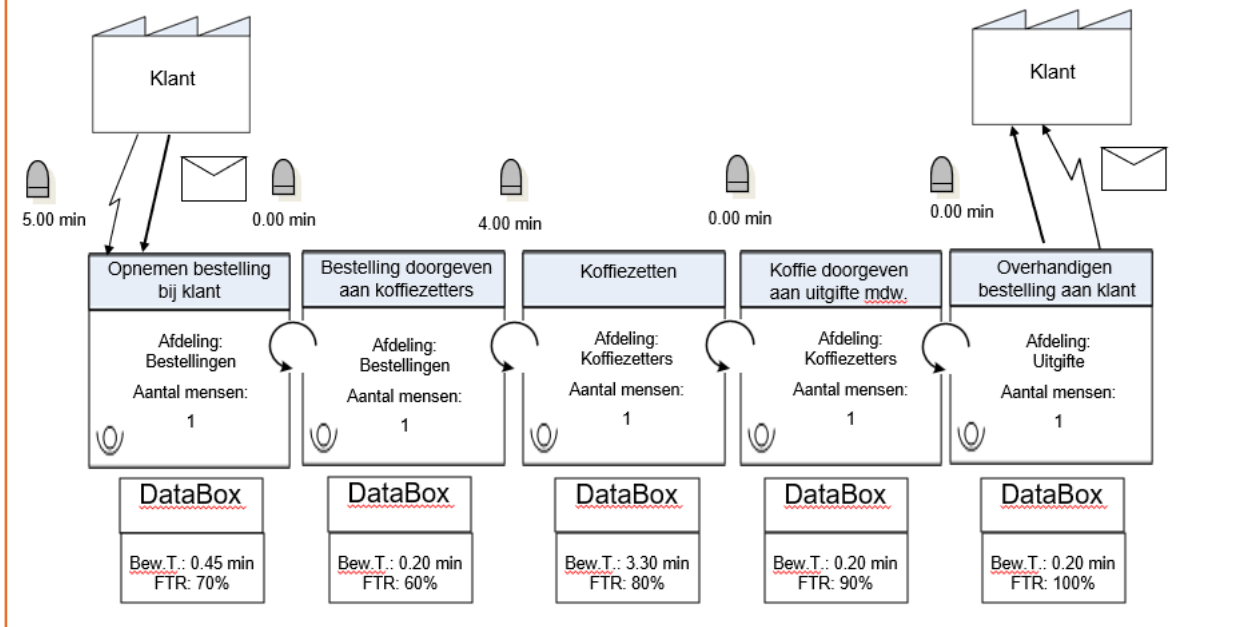 Klant
Klant
5.00 min
0.00 min
4.00 min
0.00 min
0.00 min
Opnemen bestelling
bij klant
Afdeling:
Bestellingen
Aantal mensen:
1
Bestelling doorgeven
aan koffiezetters
Afdeling:
Bestellingen
Aantal mensen:
1
Koffiezetten
Afdeling:
Koffiezetters
Aantal mensen:
1
Koffie doorgeven
aan uitgifte mdw.
Afdeling:
Koffiezetters
Aantal mensen:
1
Overhandigen
bestelling aan klant
Afdeling:
Uitgifte
Aantal mensen:
1
DataBox
Bew.T.: 0.45 min
FTR: 70%
DataBox
Bew.T.: 0.20 min
FTR: 60%
DataBox
Bew.T.: 3.30 min
FTR: 80%
DataBox
Bew.T.: 0.20 min
FTR: 90%
DataBox
Bew.T.: 0.20 min
FTR: 100%